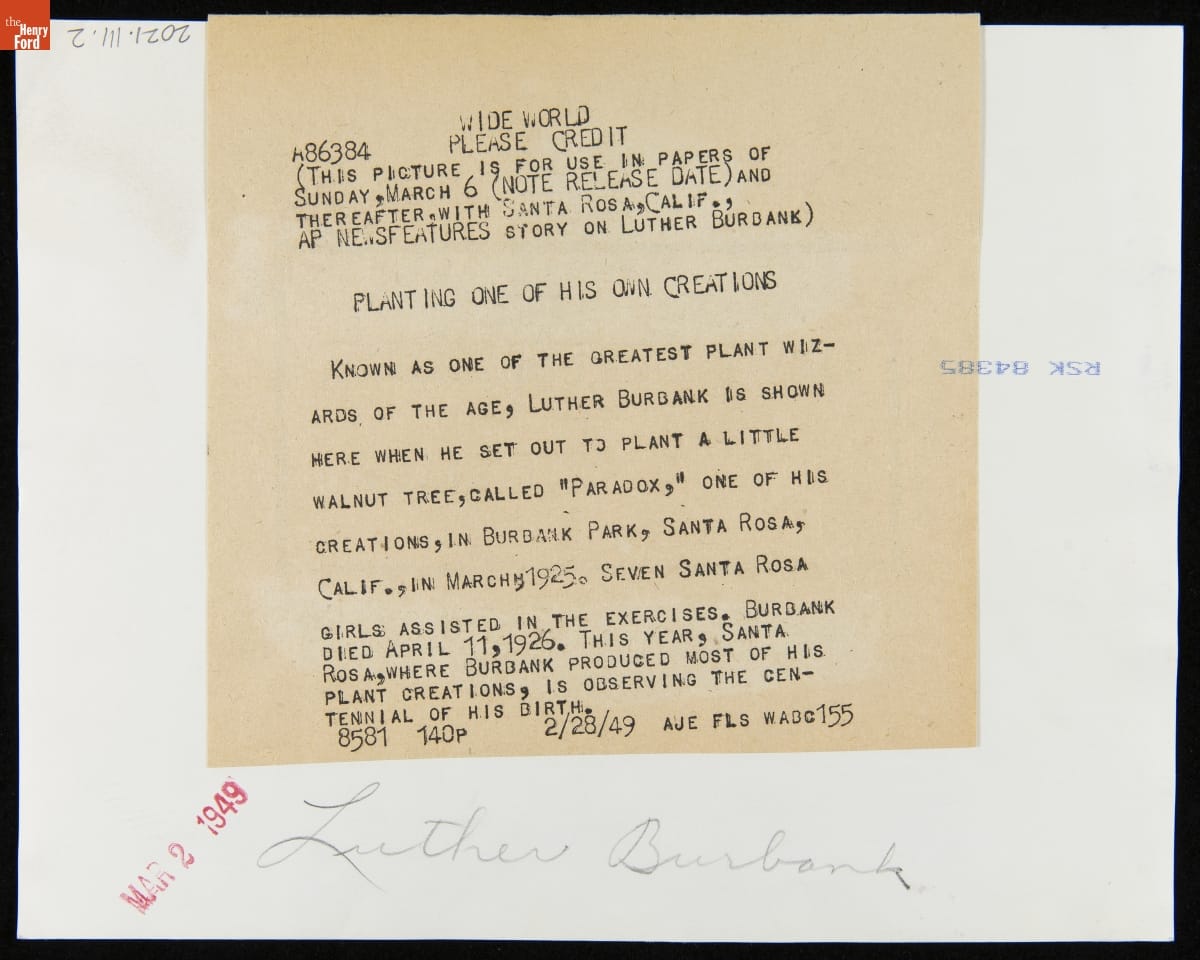 the
Henry
Ford
2021.111.2
WIDE WORLD
PLEASE CREDIT
A86384
(THIS PICTURE IS FOR USE IN PAPERS OF
SUNDAY, MARCH 6 (NOTE RELEASE DATE) AND
THEREAFTER, WITH SANTA ROSA, CALIF.,
AP NEWSFEATURES STORY ON LUTHER BURBANK)
PLANTING ONE OF HIS OWN CREATIONS
KNOWN AS ONE OF THE GREATEST PLANT WIZ-
ARDS OF THE AGE, LUTHER BURBANK IS SHOWN
HERE WHEN HE SET OUT TO PLANT A LITTLE
WALNUT TREE, CALLED "PARADOX," ONE OF HIS
CREATIONS, IN BURBANK PARK, SANTA ROSA,
CALIF., IN MARCH, 1925. SEVEN SANTA ROSA
GIRLS ASSISTED IN THE EXERCISES. BURBANK
DIED APRIL 11, 1926. THIS YEAR, SANTA
ROSA, WHERE BURBANK PRODUCED MOST OF HIS
PLANT CREATIONS, IS OBSERVING THE CEN-
TENNIAL OF HIS BIRTH.
8581 140P 2/28/49 AJE FLS WABC155
RSK 84385
MAR 2 1949
Luther Burbank